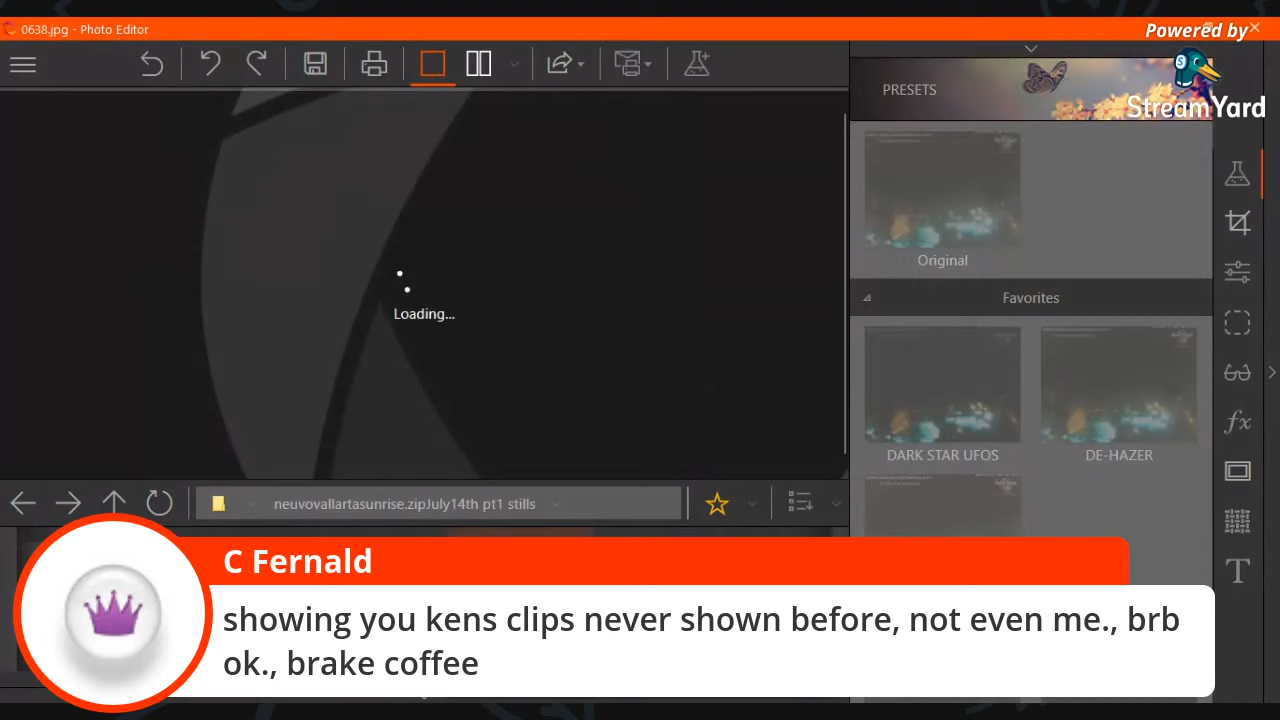 0638.jpg - Photo Editor
Powered by
StreamYard
PRESETS
Original
Loading...
Favorites
DARK STAR UFOS
DE-HAZER
neuvovallartasunrise.zipJuly14th pt1 stills
fx
T
C Fernald
showing you kens clips never shown before, not even me., brb
ok., brake coffee